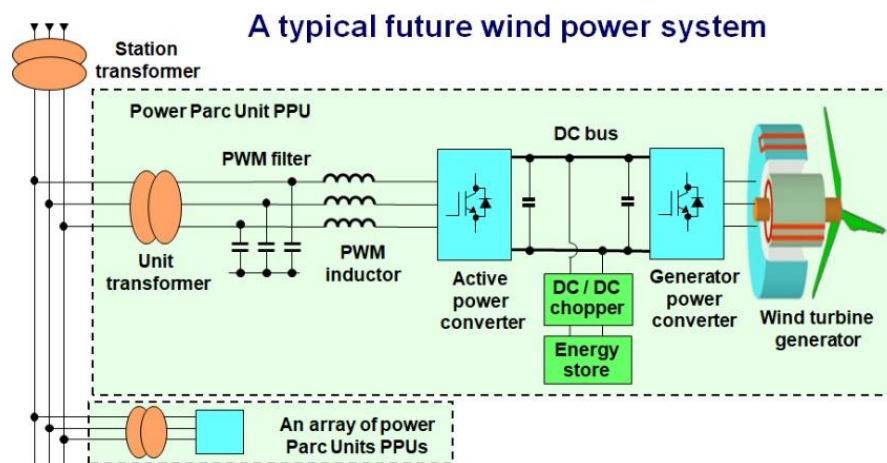 A typical future wind power system
Station
transformer
Power Parc Unit PPU
PWM filter
DC bus
Unit
transformer
PWM
inductor
Active
power
converter
DC / DC
chopper
Energy
store
Generator
power
converter
Wind turbine
generator
An array of power
Parc Units PPUs